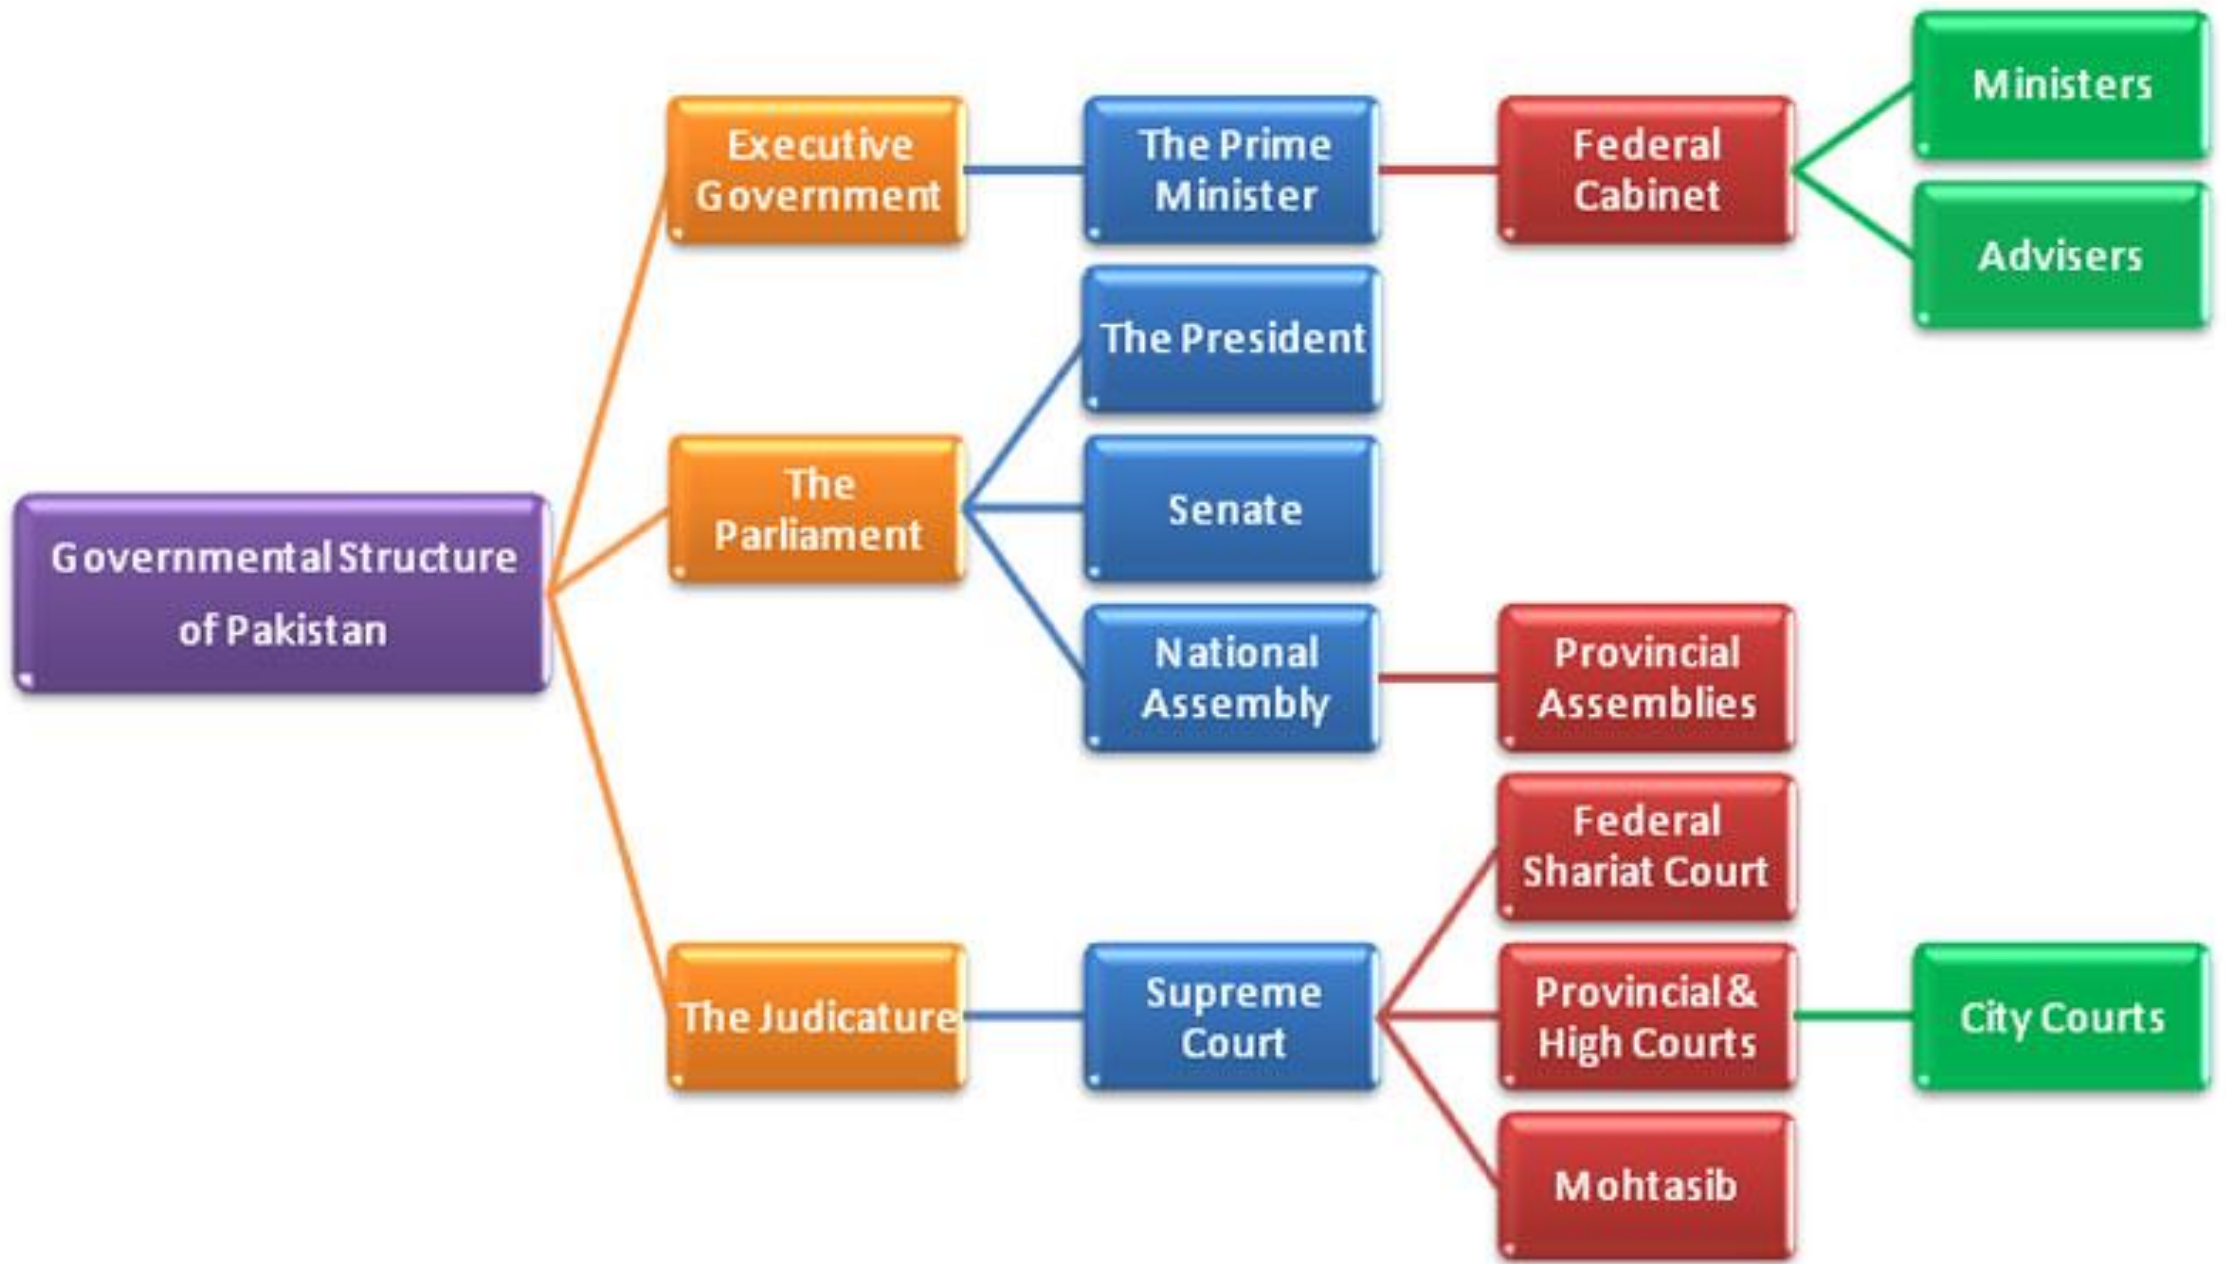 Governmental Structure
of Pakistan
Executive
Government
The Prime
Minister
Federal
Cabinet
Ministers
Advisers
The
Parliament
The President
Senate
National
Assembly
Provincial
Assemblies
The Judicature
Supreme
Court
Federal
Shariat Court
Provincial &
High Courts
City Courts
Mohtasib